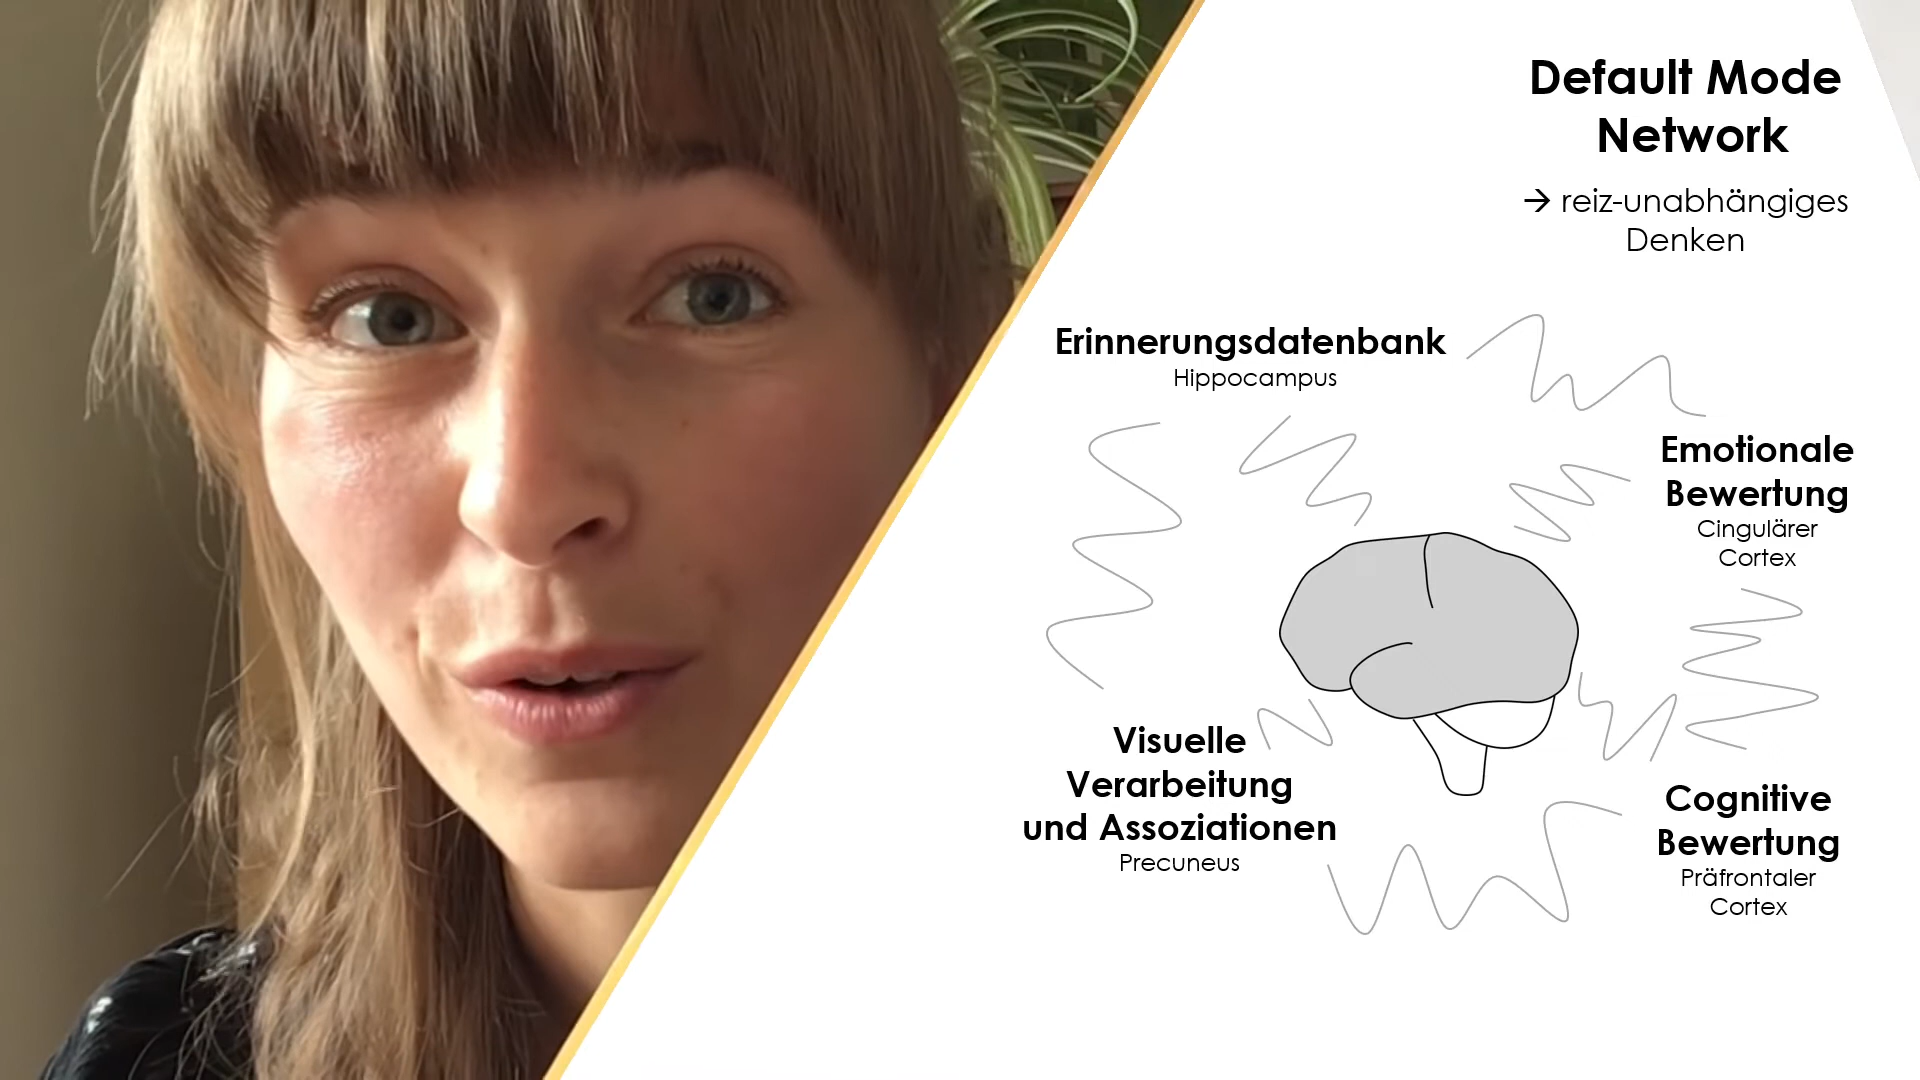 Default Mode
Network
→ reiz-unabhängiges
Denken
Erinnerungsdatenbank
Hippocampus
Emotionale
Bewertung
Cingulärer
Cortex
Visuelle
Verarbeitung
und Assoziationen
Precuneus
Cognitive
Bewertung
Präfrontaler
Cortex